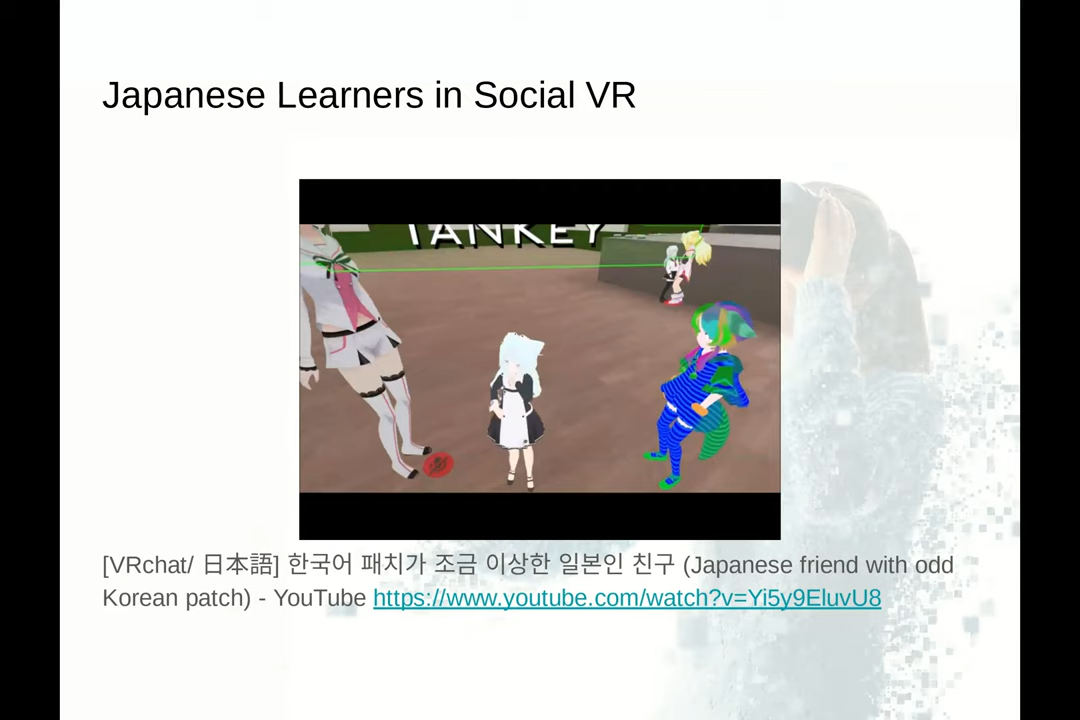 Japanese Learners in Social VR
TANKEY
[VRchat/ 日本語] 한국어 패치가 조금 이상한 일본인 친구 (Japanese friend with odd
Korean patch) - YouTube https://www.youtube.com/watch?v=Yi5y9EluvU8